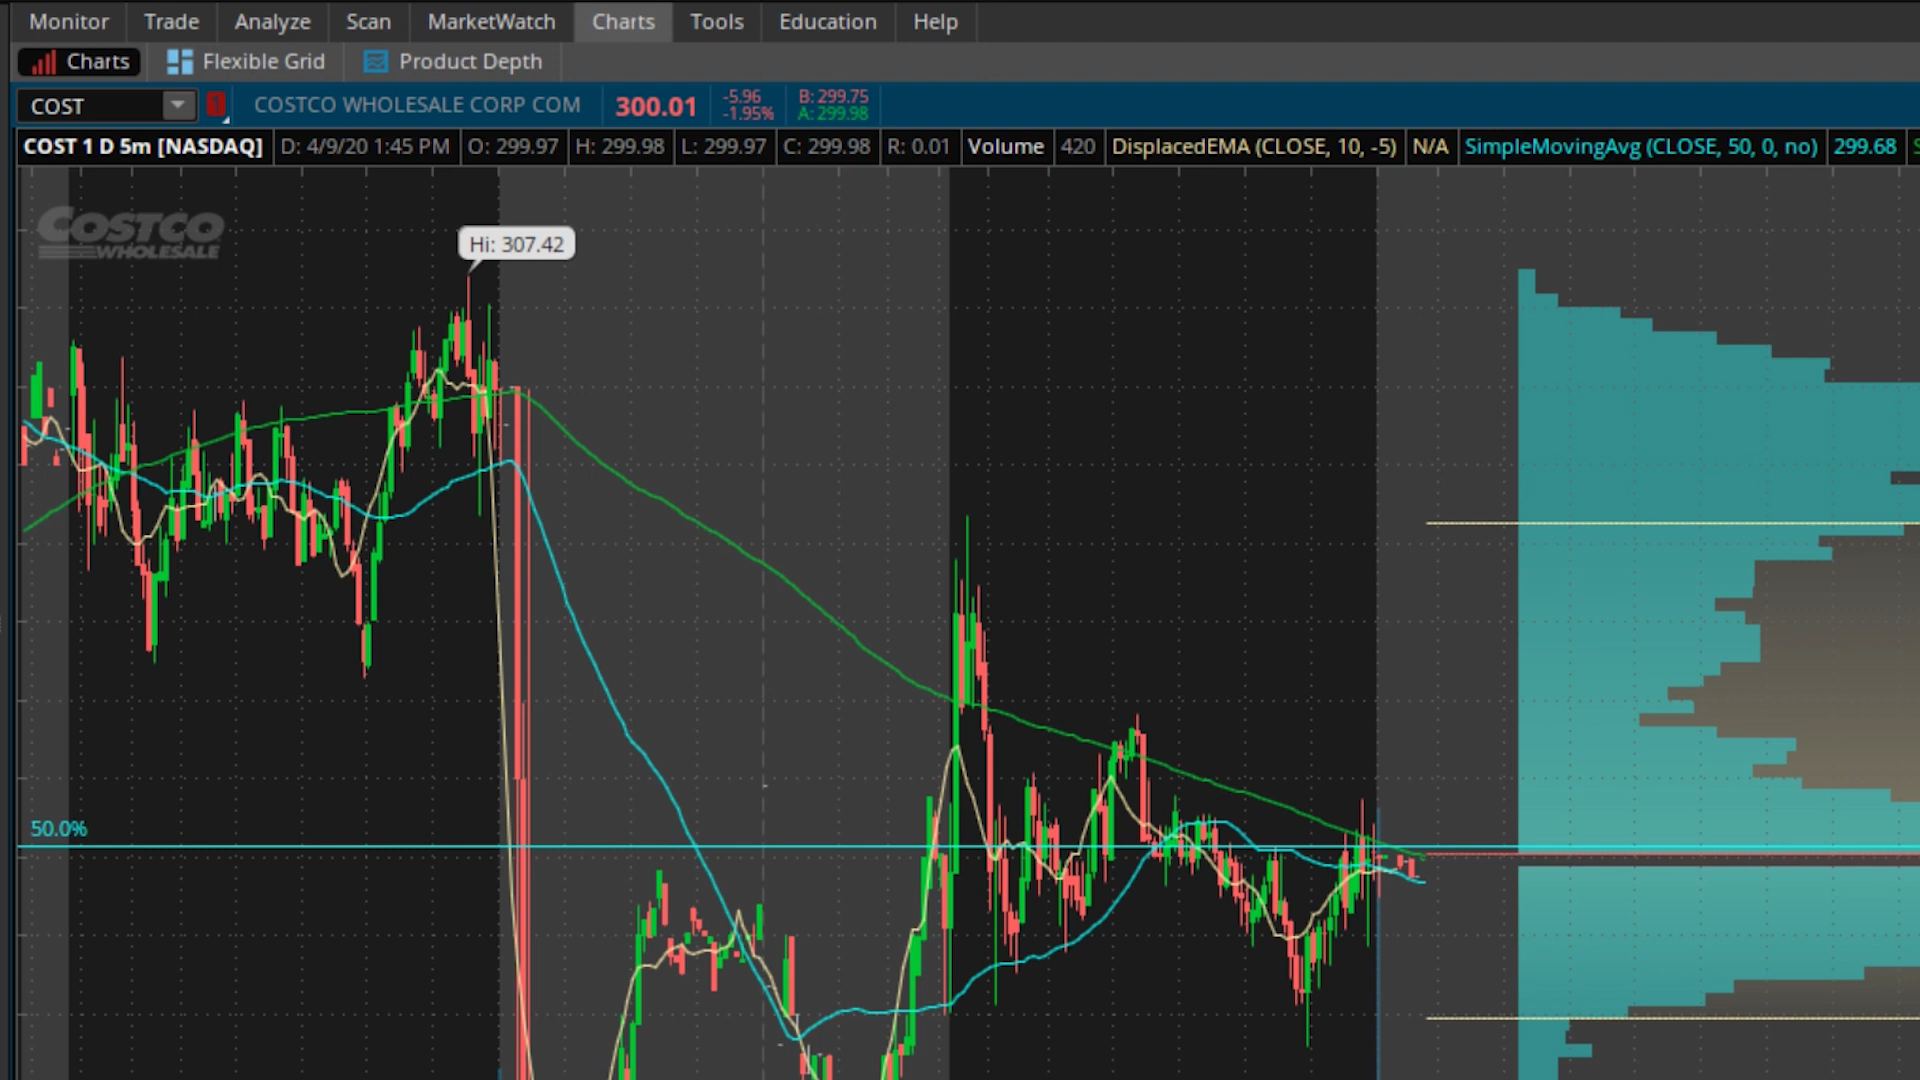 Monitor Trade Analyze Scan MarketWatch Charts Tools Education Help
Charts Flexible Grid Product Depth
COST 1 COSTCO WHOLESALE CORP COM 300.01 -5.96 -1.95% B: 299.75 A: 299.98
COST 1 D 5m [NASDAQ] D: 4/9/20 1:45 PM O: 299.97 H: 299.98 L: 299.97 C: 299.98 R: 0.01 Volume 420 DisplacedEMA (CLOSE, 10, -5) N/A SimpleMovingAvg (CLOSE, 50, 0, no) 299.68
COSTCO
WHOLESALE
Hi: 307.42
50.0%